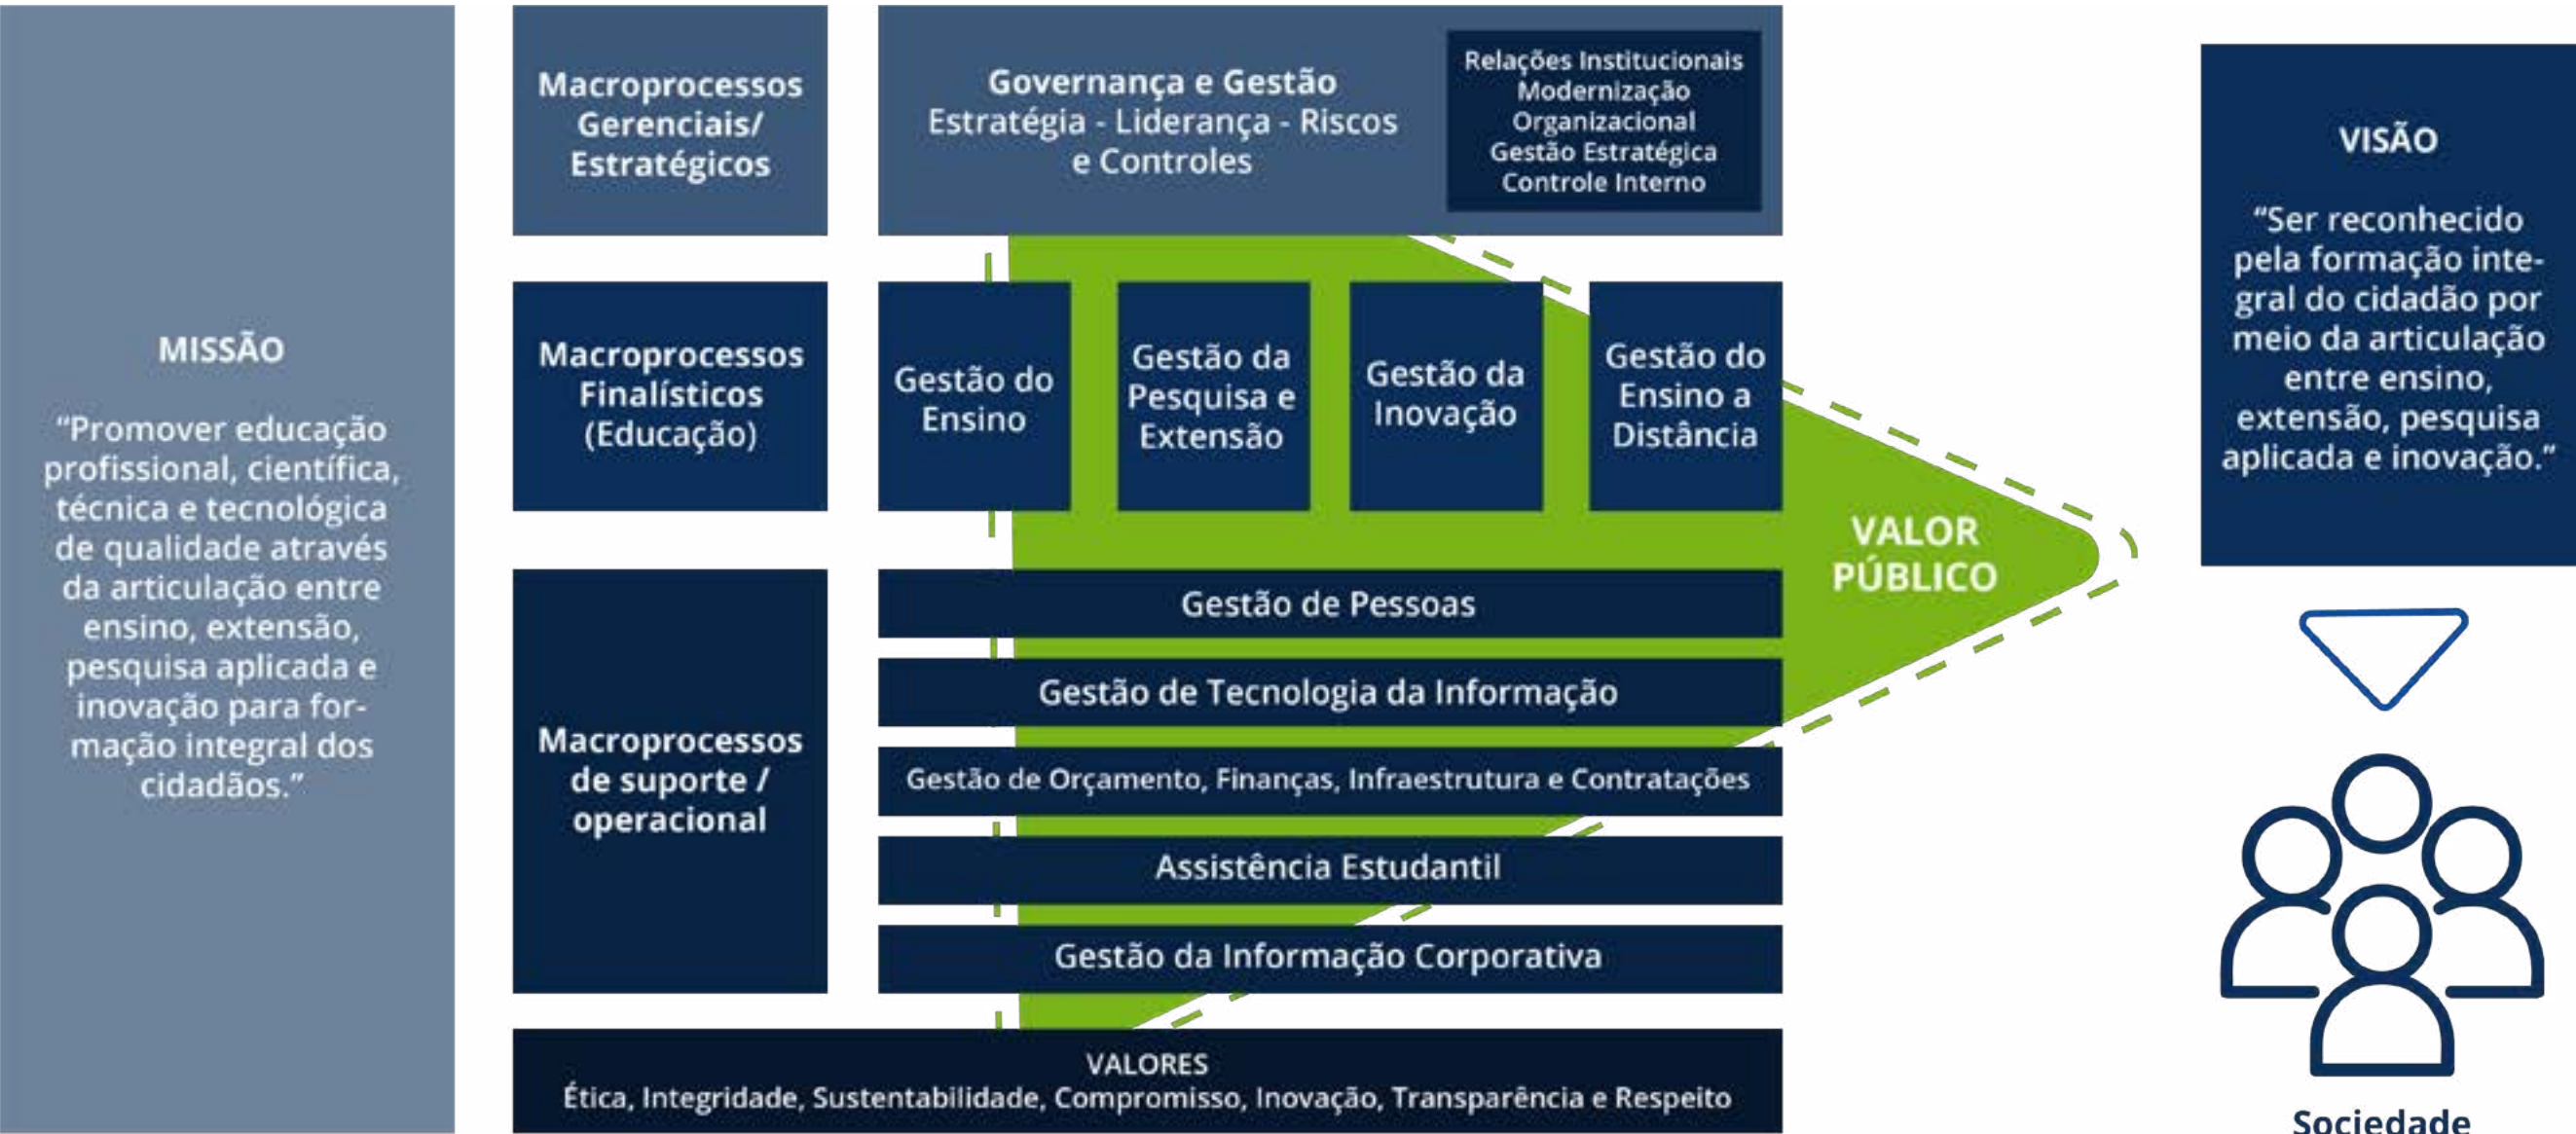 MISSÃO
“Promover educação
profissional, científica,
técnica e tecnológica
de qualidade através
da articulação entre
ensino, extensão,
pesquisa aplicada e
inovação para for-
mação integral dos
cidadãos.”
Macroprocessos
Gerenciais/
Estratégicos
Governança e Gestão
Estratégia - Liderança - Riscos
e Controles
Relações Institucionais
Modernização
Organizacional
Gestão Estratégica
Controle Interno
Macroprocessos
Finalísticos
(Educação)
Gestão do
Ensino
Gestão da
Pesquisa e
Extensão
Gestão da
Inovação
Gestão do
Ensino a
Distância
Macroprocessos
de suporte /
operacional
Gestão de Pessoas
Gestão de Tecnologia da Informação
Gestão de Orçamento, Finanças, Infraestrutura e Contratações
Assistência Estudantil
Gestão da Informação Corporativa
VALORES
Ética, Integridade, Sustentabilidade, Compromisso, Inovação, Transparência e Respeito
VALOR
PÚBLICO
VISÃO
“Ser reconhecido
pela formação inte-
gral do cidadão por
meio da articulação
entre ensino,
extensão, pesquisa
aplicada e inovação.”
Sociedade